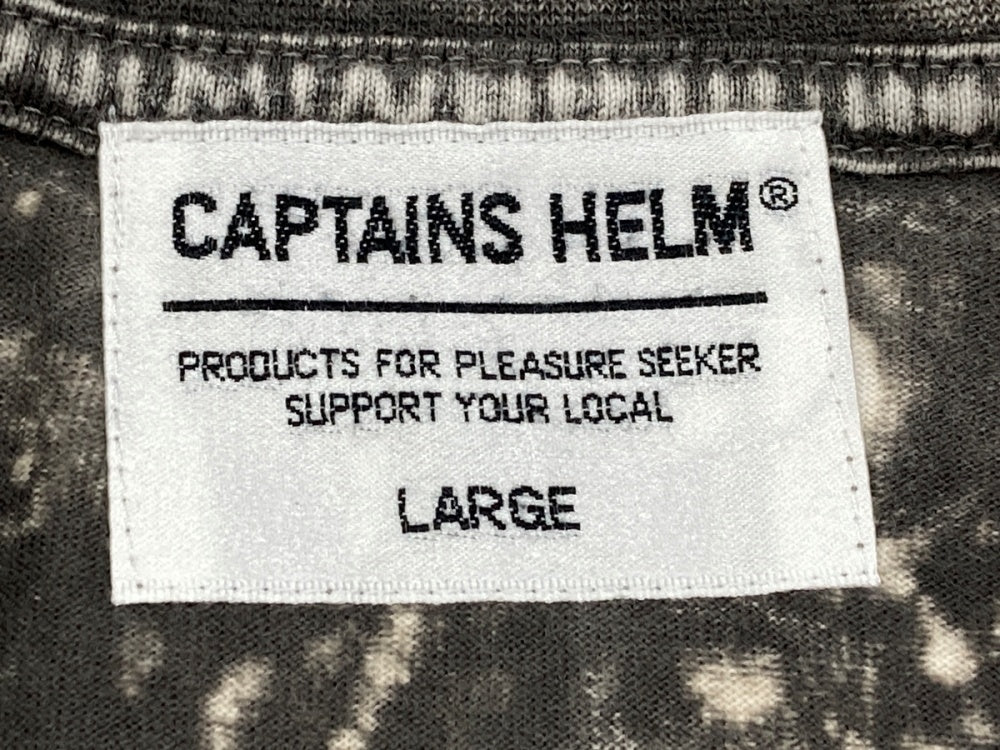 CAPTAINS HELM®
PRODUCTS FOR PLEASURE SEEKER
SUPPORT YOUR LOCAL
LARGE